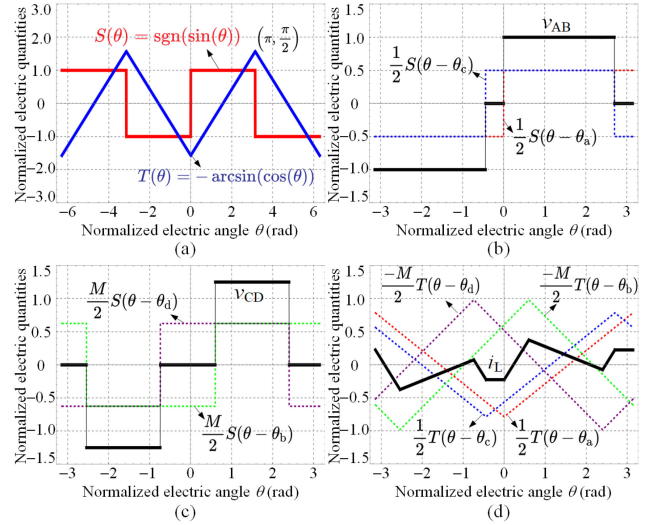 Normalized electric quantities
3.0
2.0
1.0
0
−1.0
−2.0
−3.0
S(θ) = sgn(sin(θ))
(π, π/2)
T(θ) = − arcsin(cos(θ))
−6 −4 −2 0 2 4 6
Normalized electric angle θ (rad)
(a)
Normalized electric quantities
1.5
1.0
0.5
0
−0.5
−1.0
−1.5
v_AB
1/2 S(θ − θ_c)
1/2 S(θ − θ_a)
−3 −2 −1 0 1 2 3
Normalized electric angle θ (rad)
(b)
Normalized electric quantities
1.5
1.0
0.5
0
−0.5
−1.0
−1.5
M/2 S(θ − θ_d)
v_CD
M/2 S(θ − θ_b)
−3 −2 −1 0 1 2 3
Normalized electric angle θ (rad)
(c)
Normalized electric quantities
1.5
1.0
0.5
0
−0.5
−1.0
−1.5
−M/2 T(θ − θ_d)
−M/2 T(θ − θ_b)
i_L
1/2 T(θ − θ_c)
1/2 T(θ − θ_a)
−3 −2 −1 0 1 2 3
Normalized electric angle θ (rad)
(d)